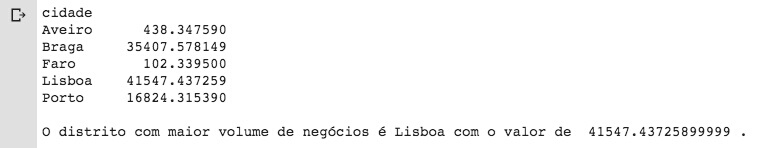 cidade
Aveiro 438.347590
Braga 35407.578149
Faro 102.339500
Lisboa 41547.437259
Porto 16824.315390
O distrito com maior volume de negócios é Lisboa com o valor de 41547.43725899999 .